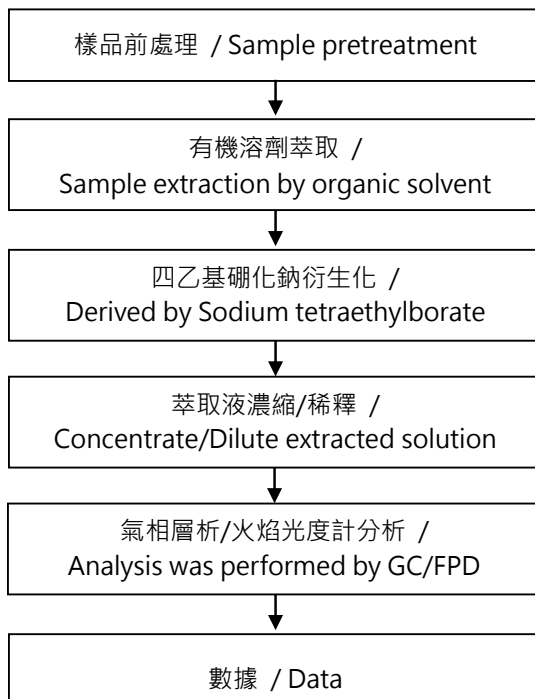 樣品前處理 / Sample pretreatment
有機溶劑萃取 /
Sample extraction by organic solvent
四乙基硼化鈉衍生化 /
Derived by Sodium tetraethylborate
萃取液濃縮/稀釋 /
Concentrate/Dilute extracted solution
氣相層析/火焰光度計分析 /
Analysis was performed by GC/FPD
數據 / Data